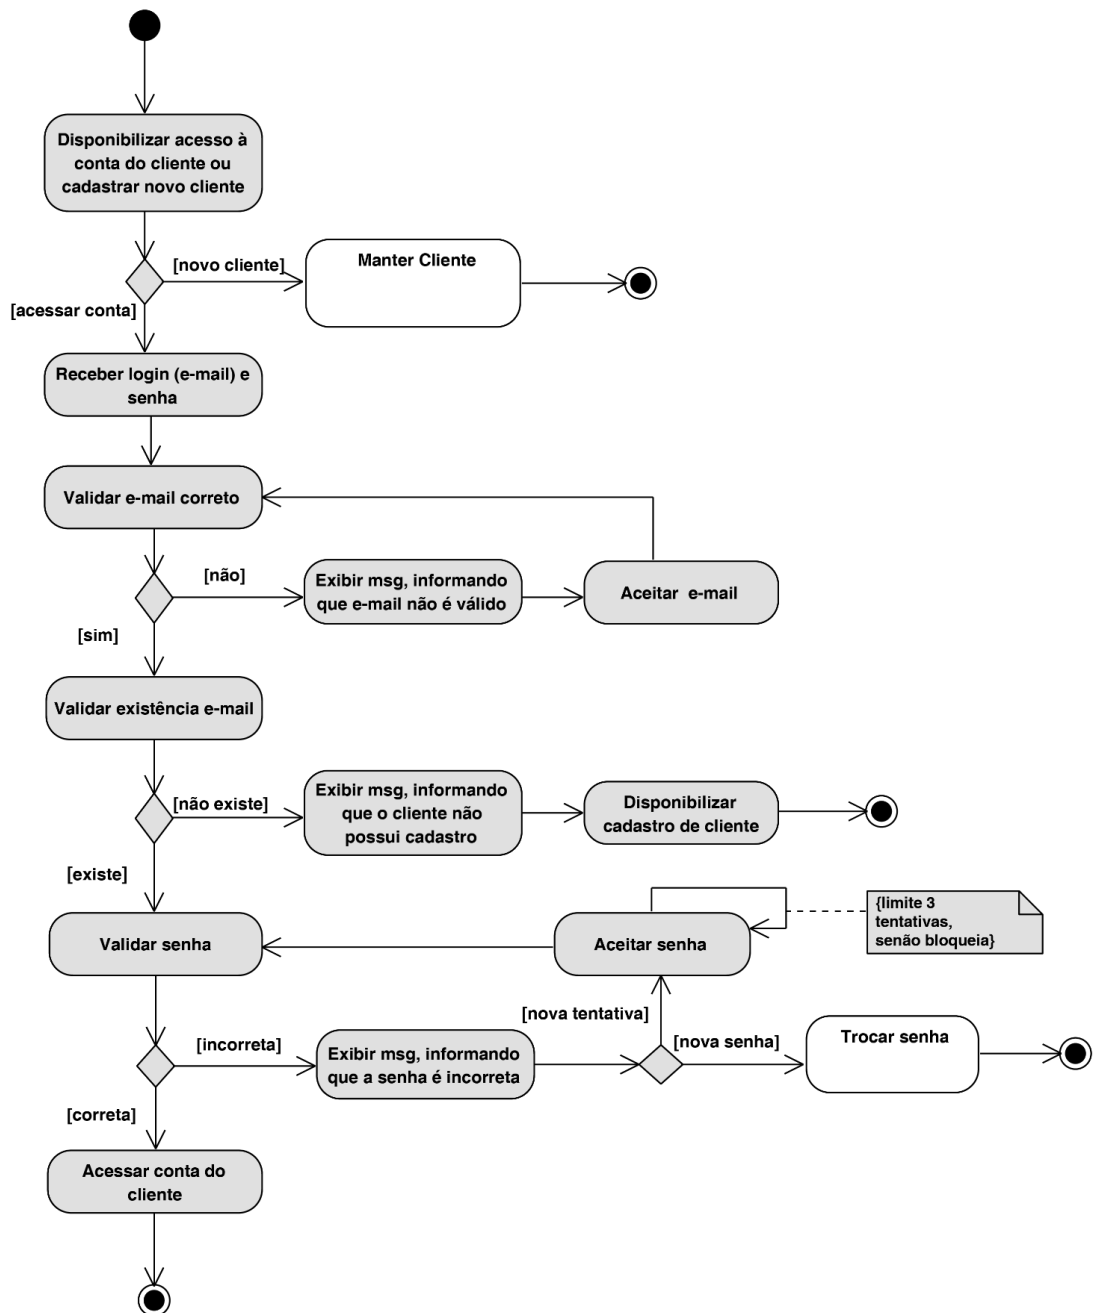 Disponibilizar acesso à
conta do cliente ou
cadastrar novo cliente
[novo cliente]
Manter Cliente
[acessar conta]
Receber login (e-mail) e
senha
Validar e-mail correto
[não]
Exibir msg, informando
que e-mail não é válido
Aceitar e-mail
[sim]
Validar existência e-mail
[não existe]
Exibir msg, informando
que o cliente não
possui cadastro
Disponibilizar
cadastro de cliente
[existe]
Validar senha
Aceitar senha
{limite 3
tentativas,
senão bloqueia}
[nova tentativa]
[incorreta]
Exibir msg, informando
que a senha é incorreta
[nova senha]
Trocar senha
[correta]
Acessar conta do
cliente